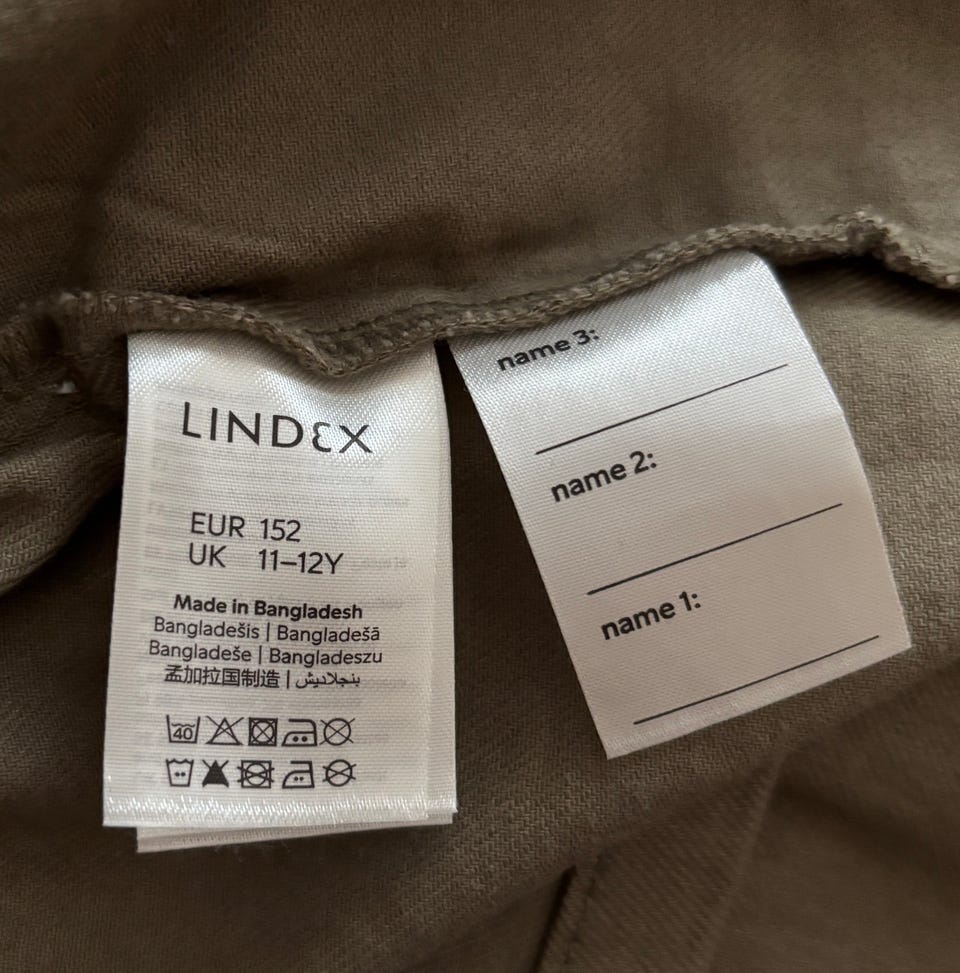 LINDEX
EUR 152
UK 11–12Y
Made in Bangladesh
Bangladešis | Bangladešā
Bangladeše | Bangladeszu
孟加拉国制造 | بنجلاديش
40
name 3:
name 2:
name 1: